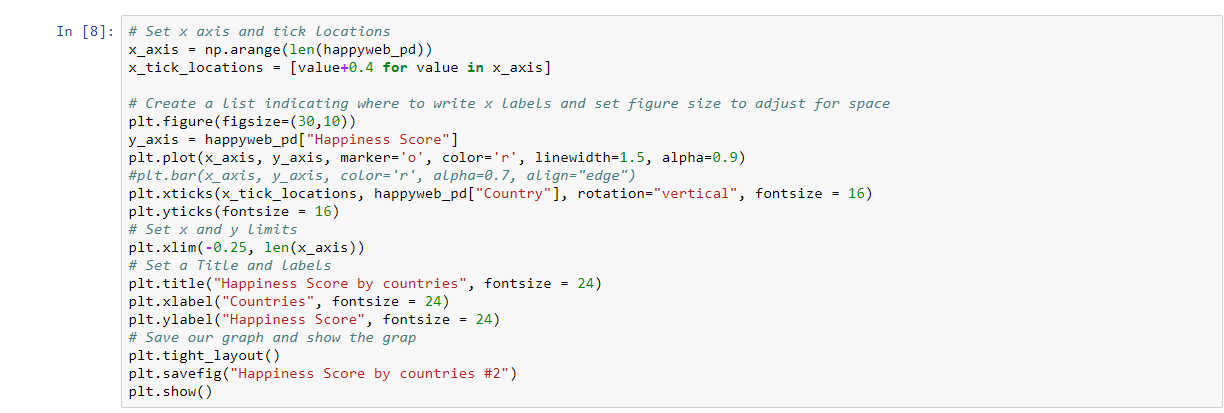 In [8]: # Set x axis and tick locations
x_axis = np.arange(len(happyweb_pd))
x_tick_locations = [value+0.4 for value in x_axis]

# Create a list indicating where to write x labels and set figure size to adjust for space
plt.figure(figsize=(30,10))
y_axis = happyweb_pd["Happiness Score"]
plt.plot(x_axis, y_axis, marker='o', color='r', linewidth=1.5, alpha=0.9)
#plt.bar(x_axis, y_axis, color='r', alpha=0.7, align="edge")
plt.xticks(x_tick_locations, happyweb_pd["Country"], rotation="vertical", fontsize = 16)
plt.yticks(fontsize = 16)
# Set x and y limits
plt.xlim(-0.25, len(x_axis))
# Set a Title and labels
plt.title("Happiness Score by countries", fontsize = 24)
plt.xlabel("Countries", fontsize = 24)
plt.ylabel("Happiness Score", fontsize = 24)
# Save our graph and show the grap
plt.tight_layout()
plt.savefig("Happiness Score by countries #2")
plt.show()